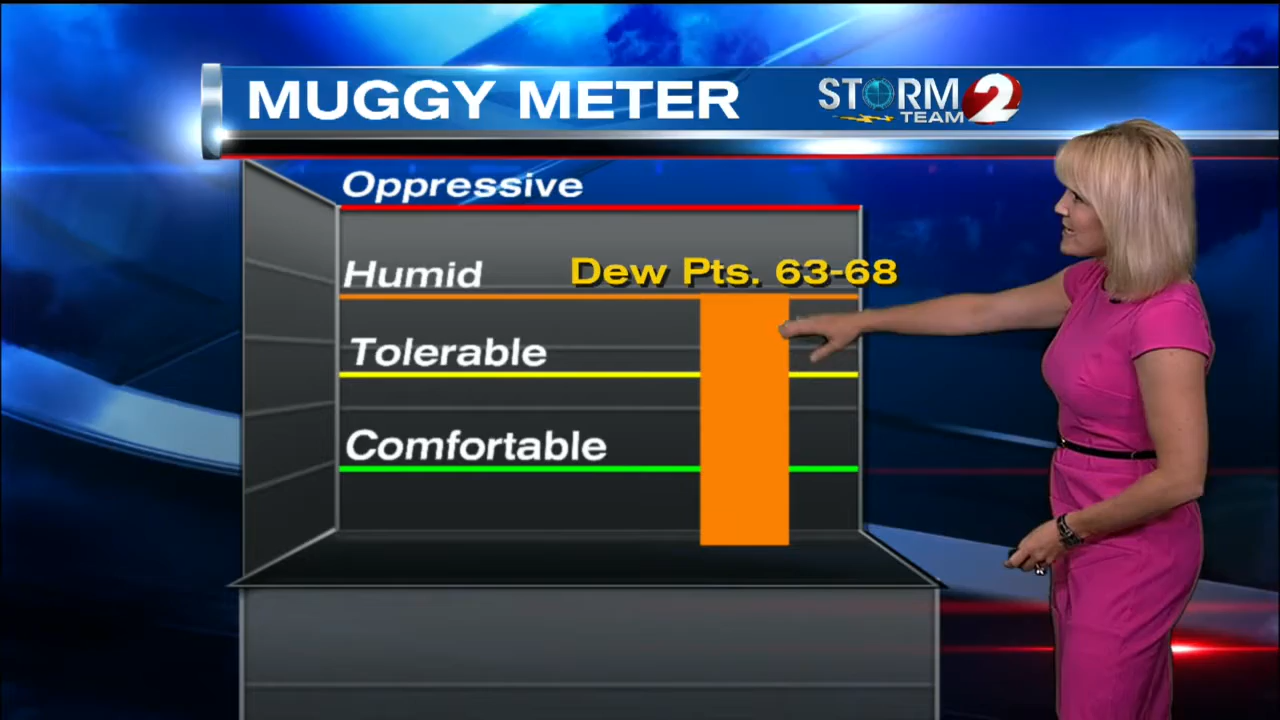 MUGGY METER
STORM
TEAM 2
Oppressive
Humid
Dew Pts. 63-68
Tolerable
Comfortable